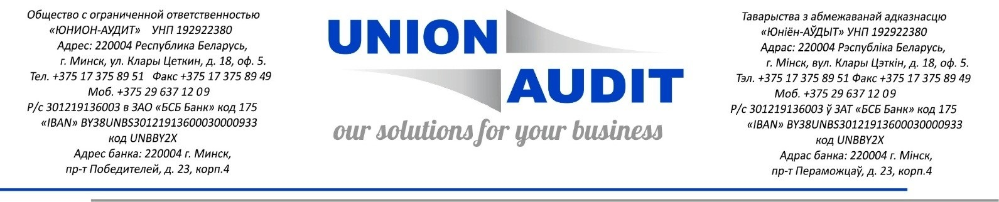 Общество с ограниченной ответственностью
«ЮНИОН-АУДИТ» УНП 192922380
Адрес: 220004 Республика Беларусь,
г. Минск, ул. Клары Цеткин, д. 18, оф. 5.
Тел. +375 17 375 89 51 Факс +375 17 375 89 49
Моб. +375 29 637 12 09
Р/с 301219136003 в ЗАО «БСБ Банк» код 175
«IBAN» BY38UNBS30121913600030000933
код UNBBY2X
Адрес банка: 220004 г. Минск,
пр-т Победителей, д. 23, корп.4
UNION
AUDIT
our solutions for your business
Таварыства з абмежаванай адказнасцю
«Юніён-АЎДЫТ» УНП 192922380
Адрас: 220004 Рэспубліка Беларусь,
г. Мінск, вул. Клары Цэткін, д. 18, оф. 5.
Тэл. +375 17 375 89 51 Факс +375 17 375 89 49
Моб. +375 29 637 12 09
Р/с 301219136003 ў ЗАТ «БСБ Банк» код 175
«IBAN» BY38UNBS30121913600030000933
код UNBBY2X
Адрас банка: 220004 г. Мінск,
пр-т Пераможцаў, д. 23, корп.4